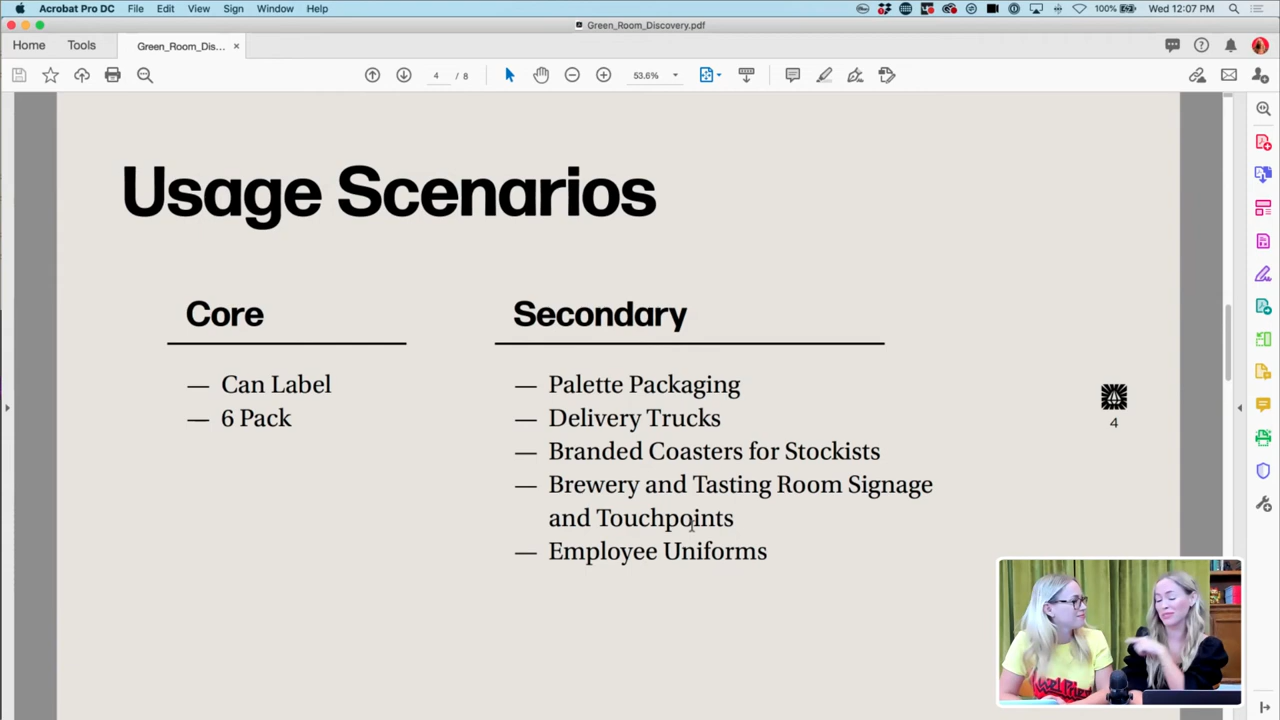 Acrobat Pro DC File Edit View Sign Window Help 100% Wed 12:07 PM
Green_Room_Discovery.pdf
Home Tools Green_Room_Dis... ×
4 / 8 53.6%
Usage Scenarios
Core
— Can Label
— 6 Pack
Secondary
— Palette Packaging
— Delivery Trucks
— Branded Coasters for Stockists
— Brewery and Tasting Room Signage
and Touchpoints
— Employee Uniforms
4